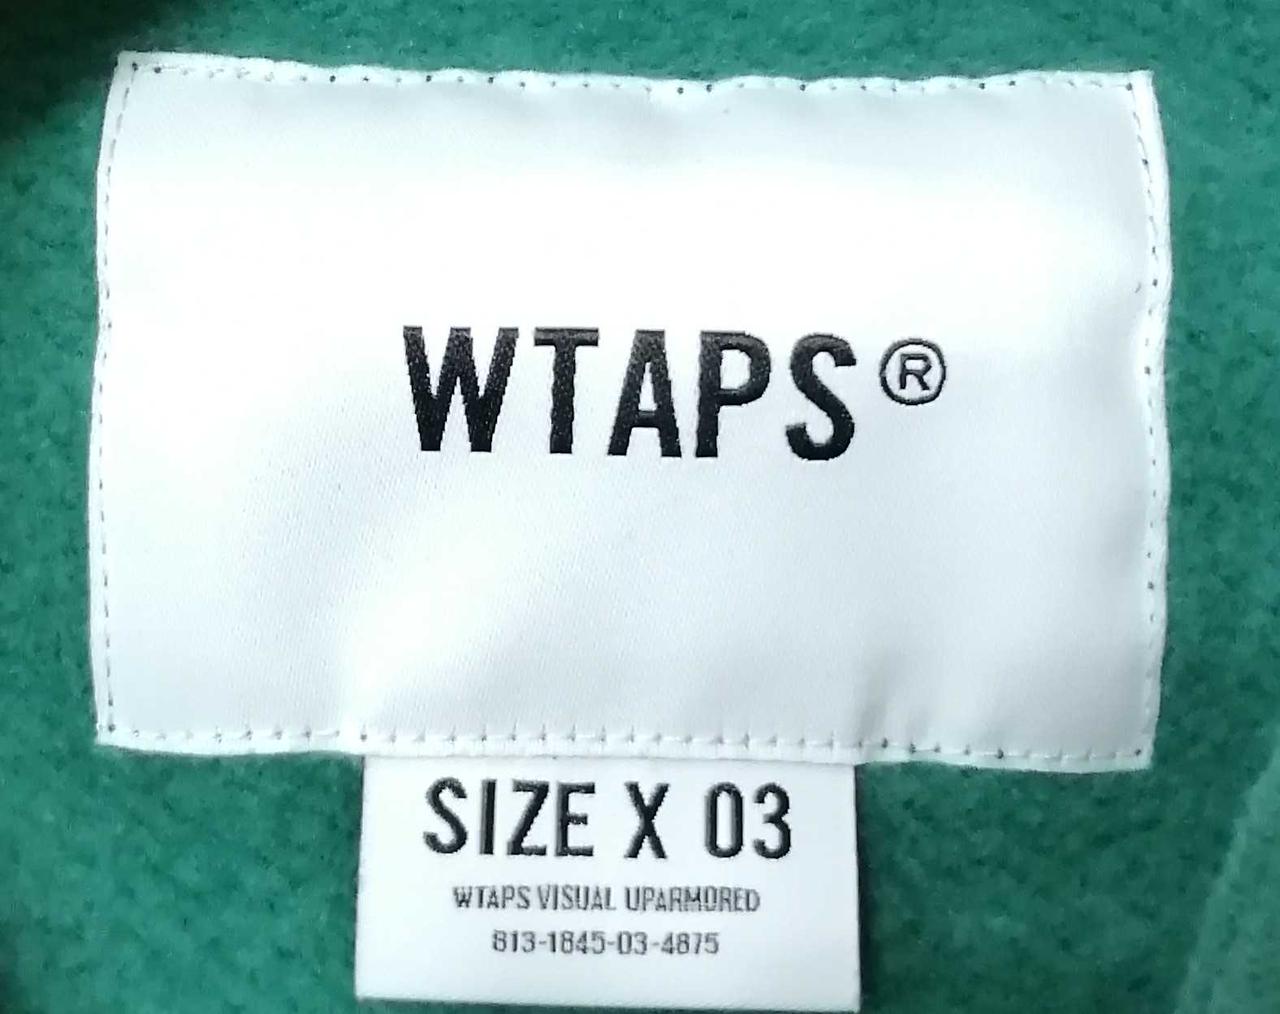 WTAPS®
SIZE X 03
WTAPS VISUAL UPARMORED
813-1845-03-4875